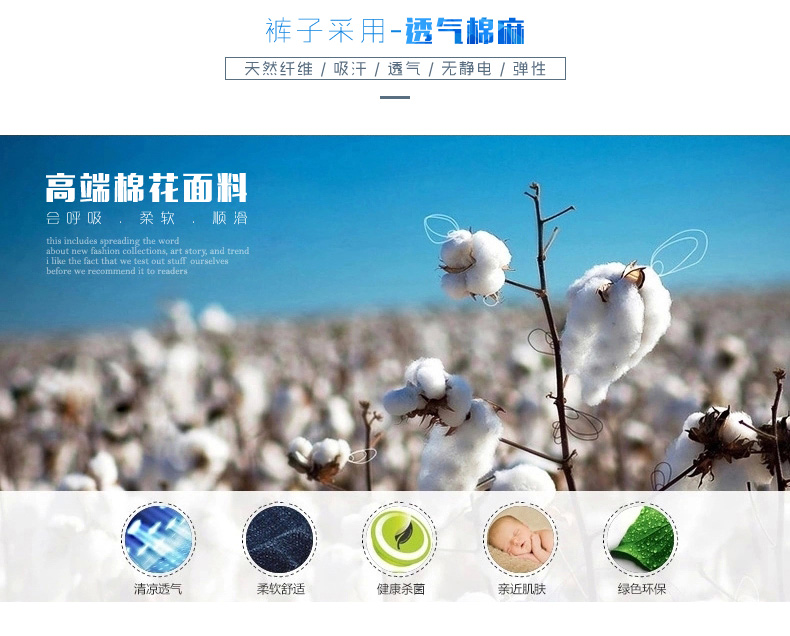 裤子采用-透气棉麻
天然纤维 / 吸汗 / 透气 / 无静电 / 弹性
高端棉花面料
会呼吸 . 柔软 . 顺滑
this includes spreading the word
about new fashion collections, art story, and trend
i like the fact that we test out stuff ourselves
before we recommend it to readers
清凉透气
柔软舒适
健康杀菌
亲近肌肤
绿色环保